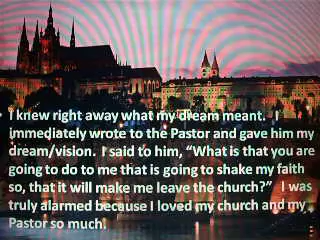 • I knew right away what my dream meant.   I
immediately wrote to the Pastor and gave him my
dream/vision.  I said to him, “What is that you are
going to do to me that is going to shake my faith
so, that it will make me leave the church?”   I was
truly alarmed because I loved my church and my
Pastor so much.